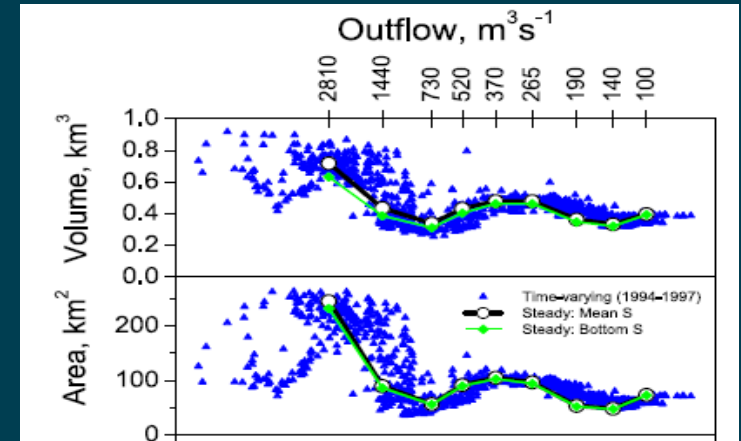 Outflow, m³s⁻¹
2810 1440 730 520 370 265 190 140 100
Volume, km³
1.0
0.8
0.6
0.4
0.2
0.0
Area, km²
200
100
0
Time-varying (1994-1997)
Steady: Mean S
Steady: Bottom S